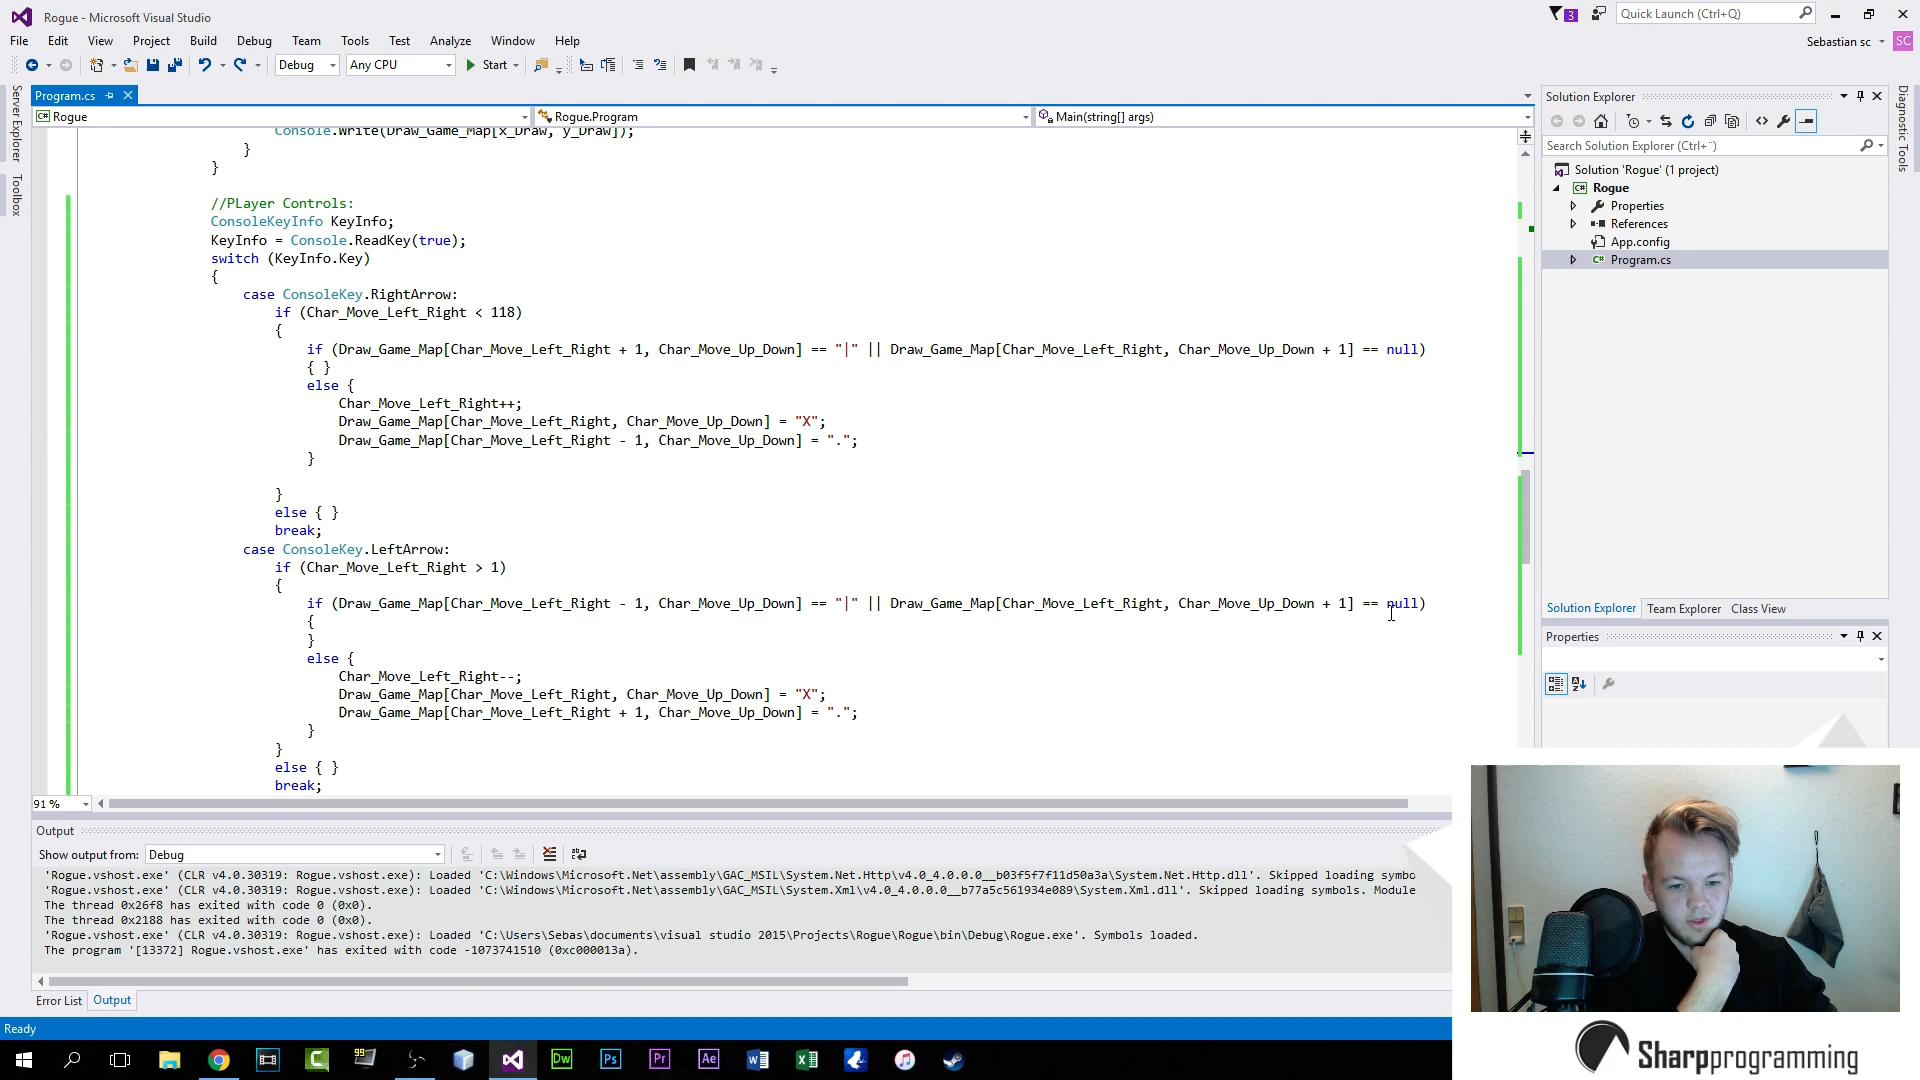 Rogue - Microsoft Visual Studio
3
Quick Launch (Ctrl+Q)
File Edit View Project Build Debug Team Tools Test Analyze Window Help
Sebastian sc
SC
Debug
Any CPU
Start
Server Explorer
Toolbox
Program.cs
Rogue
Rogue.Program
Main(string[] args)
Console.Write(Draw_Game_Map[x_Draw, y_Draw]);
}
}
//PLayer Controls:
ConsoleKeyInfo KeyInfo;
KeyInfo = Console.ReadKey(true);
switch (KeyInfo.Key)
{
case ConsoleKey.RightArrow:
if (Char_Move_Left_Right < 118)
{
if (Draw_Game_Map[Char_Move_Left_Right + 1, Char_Move_Up_Down] == "|" || Draw_Game_Map[Char_Move_Left_Right, Char_Move_Up_Down + 1] == null)
{ }
else {
Char_Move_Left_Right++;
Draw_Game_Map[Char_Move_Left_Right, Char_Move_Up_Down] = "X";
Draw_Game_Map[Char_Move_Left_Right - 1, Char_Move_Up_Down] = ".";
}
}
else { }
break;
case ConsoleKey.LeftArrow:
if (Char_Move_Left_Right > 1)
{
if (Draw_Game_Map[Char_Move_Left_Right - 1, Char_Move_Up_Down] == "|" || Draw_Game_Map[Char_Move_Left_Right, Char_Move_Up_Down + 1] == null)
{
}
else {
Char_Move_Left_Right--;
Draw_Game_Map[Char_Move_Left_Right, Char_Move_Up_Down] = "X";
Draw_Game_Map[Char_Move_Left_Right + 1, Char_Move_Up_Down] = ".";
}
}
else { }
break;
91 %
Solution Explorer
Search Solution Explorer (Ctrl+¨)
Solution 'Rogue' (1 project)
C# Rogue
Properties
References
App.config
C# Program.cs
Solution Explorer Team Explorer Class View
Properties
Diagnostic Tools
Output
Show output from: Debug
'Rogue.vshost.exe' (CLR v4.0.30319: Rogue.vshost.exe): Loaded 'C:\Windows\Microsoft.Net\assembly\GAC_MSIL\System.Net.Http\v4.0_4.0.0.0__b03f5f7f11d50a3a\System.Net.Http.dll'. Skipped loading symbo
'Rogue.vshost.exe' (CLR v4.0.30319: Rogue.vshost.exe): Loaded 'C:\Windows\Microsoft.Net\assembly\GAC_MSIL\System.Xml\v4.0_4.0.0.0__b77a5c561934e089\System.Xml.dll'. Skipped loading symbols. Module
The thread 0x26f8 has exited with code 0 (0x0).
The thread 0x2188 has exited with code 0 (0x0).
'Rogue.vshost.exe' (CLR v4.0.30319: Rogue.vshost.exe): Loaded 'C:\Users\Sebas\documents\visual studio 2015\Projects\Rogue\Rogue\bin\Debug\Rogue.exe'. Symbols loaded.
The program '[13372] Rogue.vshost.exe' has exited with code -1073741510 (0xc000013a).
Error List Output
Ready
99
Dw Ps Pr Ae
Sharpprogramming